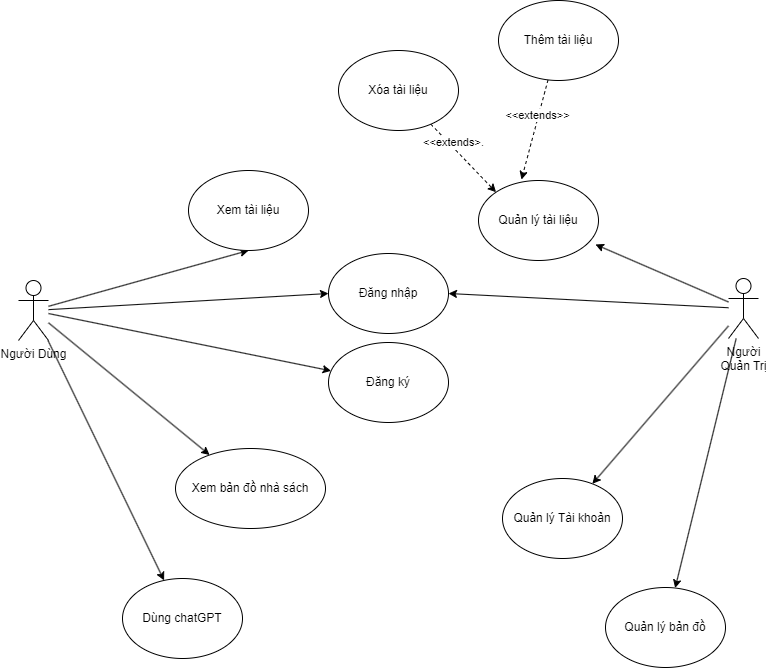 Thêm tài liệu
Xóa tài liệu
<<extends>>
<<extends>.
Xem tài liệu
Quản lý tài liệu
Đăng nhập
Người Dùng
Người
Quản Trị
Đăng ký
Xem bản đồ nhà sách
Quản lý Tài khoản
Dùng chatGPT
Quản lý bản đồ